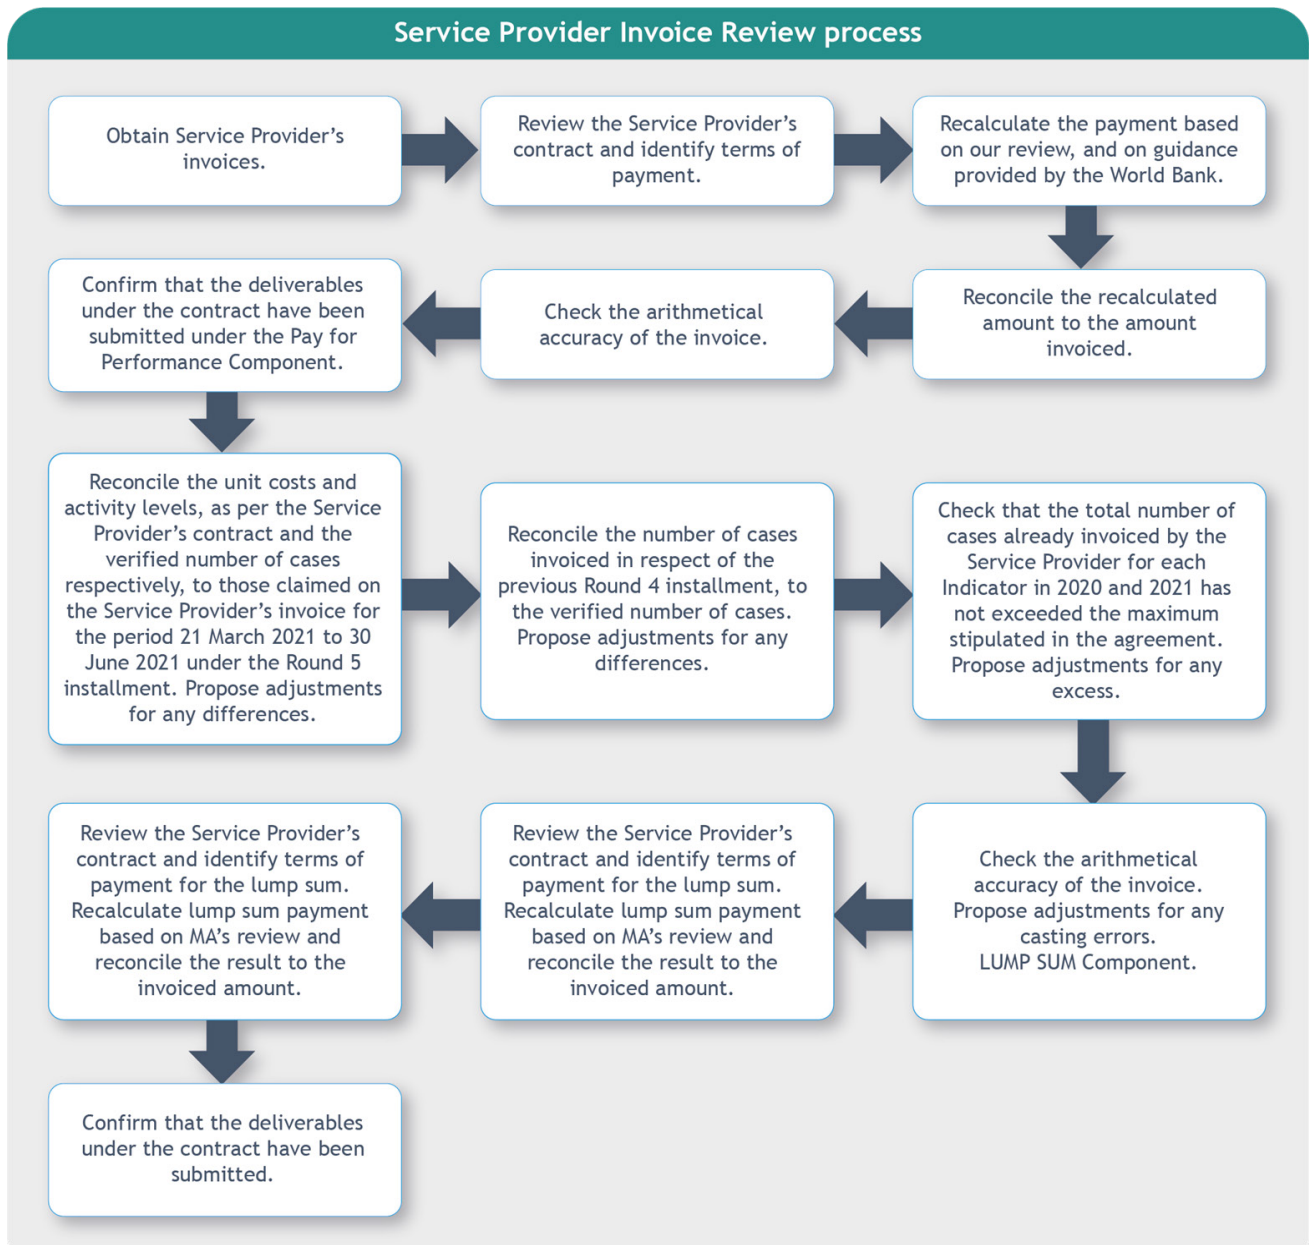 Service Provider Invoice Review process
Obtain Service Provider’s
invoices.
Review the Service Provider’s
contract and identify terms of
payment.
Recalculate the payment based
on our review, and on guidance
provided by the World Bank.
Reconcile the recalculated
amount to the amount
invoiced.
Check the arithmetical
accuracy of the invoice.
Confirm that the deliverables
under the contract have been
submitted under the Pay for
Performance Component.
Reconcile the unit costs and
activity levels, as per the Service
Provider’s contract and the
verified number of cases
respectively, to those claimed on
the Service Provider’s invoice for
the period 21 March 2021 to 30
June 2021 under the Round 5
installment. Propose adjustments
for any differences.
Reconcile the number of cases
invoiced in respect of the
previous Round 4 installment, to
the verified number of cases.
Propose adjustments for any
differences.
Check that the total number of
cases already invoiced by the
Service Provider for each
Indicator in 2020 and 2021 has
not exceeded the maximum
stipulated in the agreement.
Propose adjustments for any
excess.
Check the arithmetical
accuracy of the invoice.
Propose adjustments for any
casting errors.
LUMP SUM Component.
Review the Service Provider’s
contract and identify terms of
payment for the lump sum.
Recalculate lump sum payment
based on MA’s review and
reconcile the result to the
invoiced amount.
Review the Service Provider’s
contract and identify terms of
payment for the lump sum.
Recalculate lump sum payment
based on MA’s review and
reconcile the result to the
invoiced amount.
Confirm that the deliverables
under the contract have been
submitted.